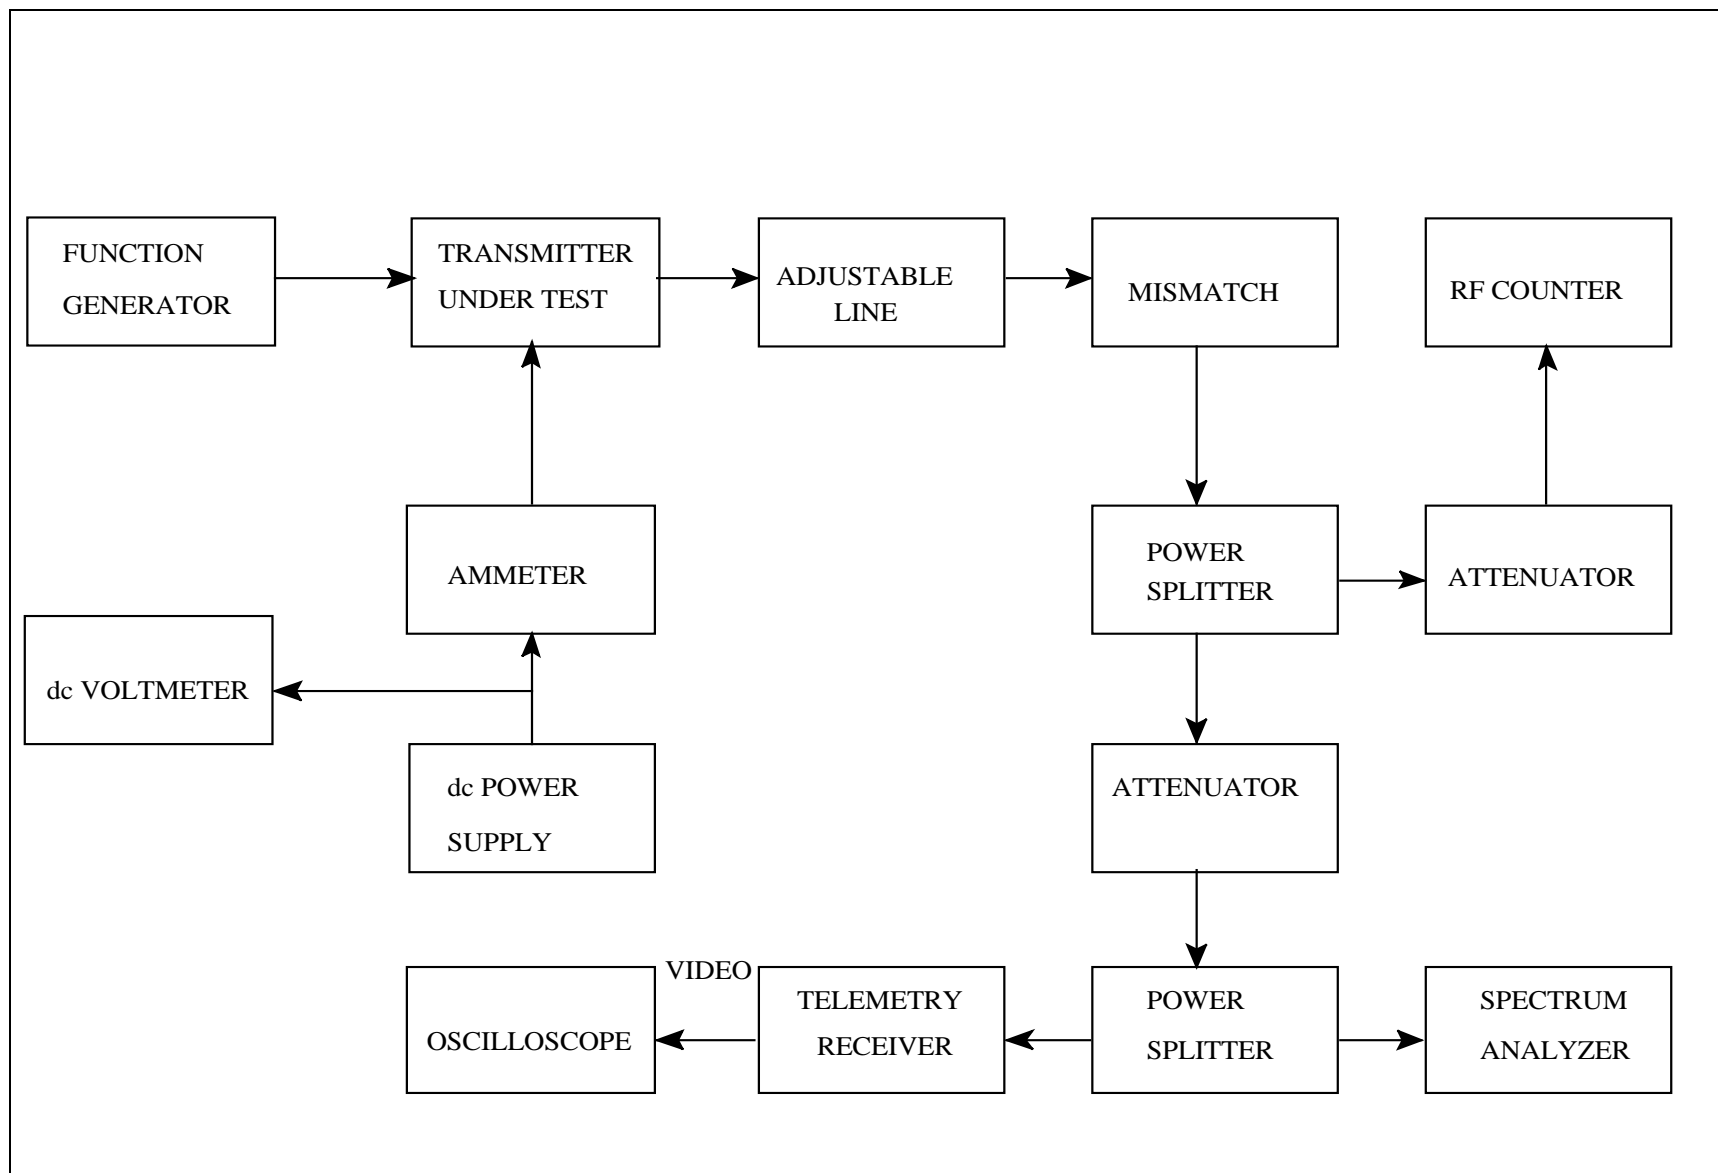 FUNCTION
GENERATOR
TRANSMITTER
UNDER TEST
ADJUSTABLE
LINE
MISMATCH
RF COUNTER
AMMETER
POWER
SPLITTER
ATTENUATOR
dc VOLTMETER
dc POWER
SUPPLY
ATTENUATOR
VIDEO
OSCILLOSCOPE
TELEMETRY
RECEIVER
POWER
SPLITTER
SPECTRUM
ANALYZER